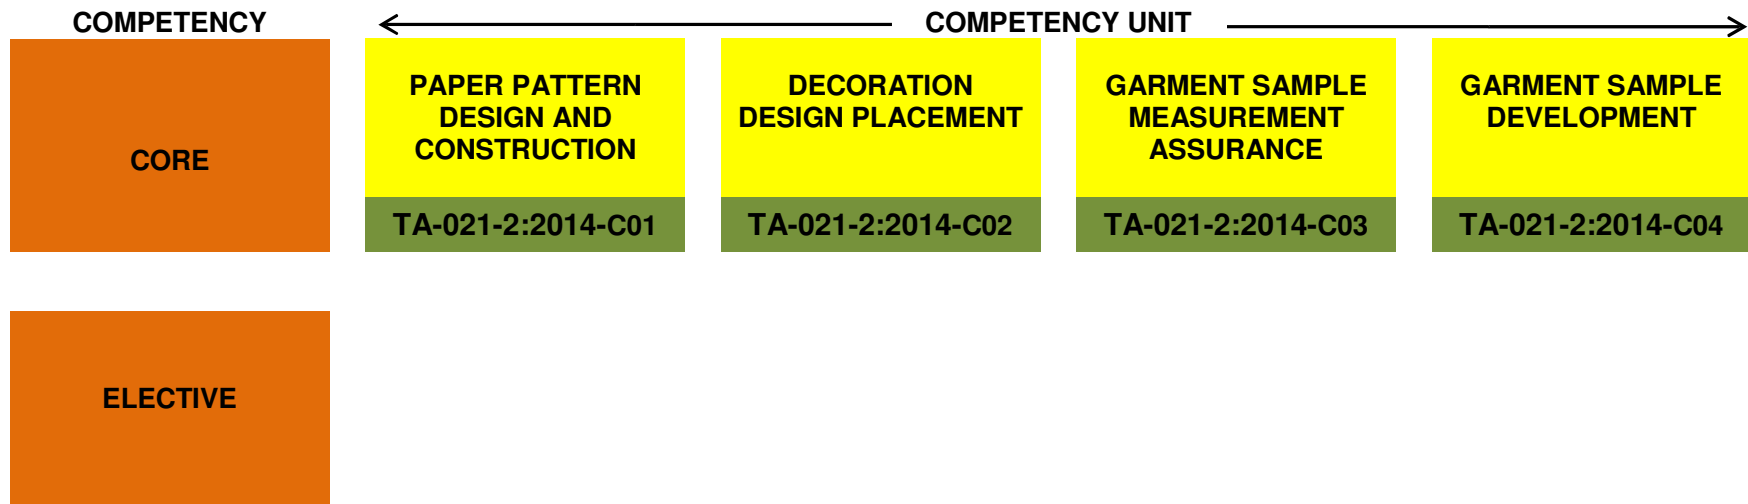 COMPETENCY
COMPETENCY UNIT
CORE
PAPER PATTERN
DESIGN AND
CONSTRUCTION
TA-021-2:2014-C01
DECORATION
DESIGN PLACEMENT
TA-021-2:2014-C02
GARMENT SAMPLE
MEASUREMENT
ASSURANCE
TA-021-2:2014-C03
GARMENT SAMPLE
DEVELOPMENT
TA-021-2:2014-C04
ELECTIVE